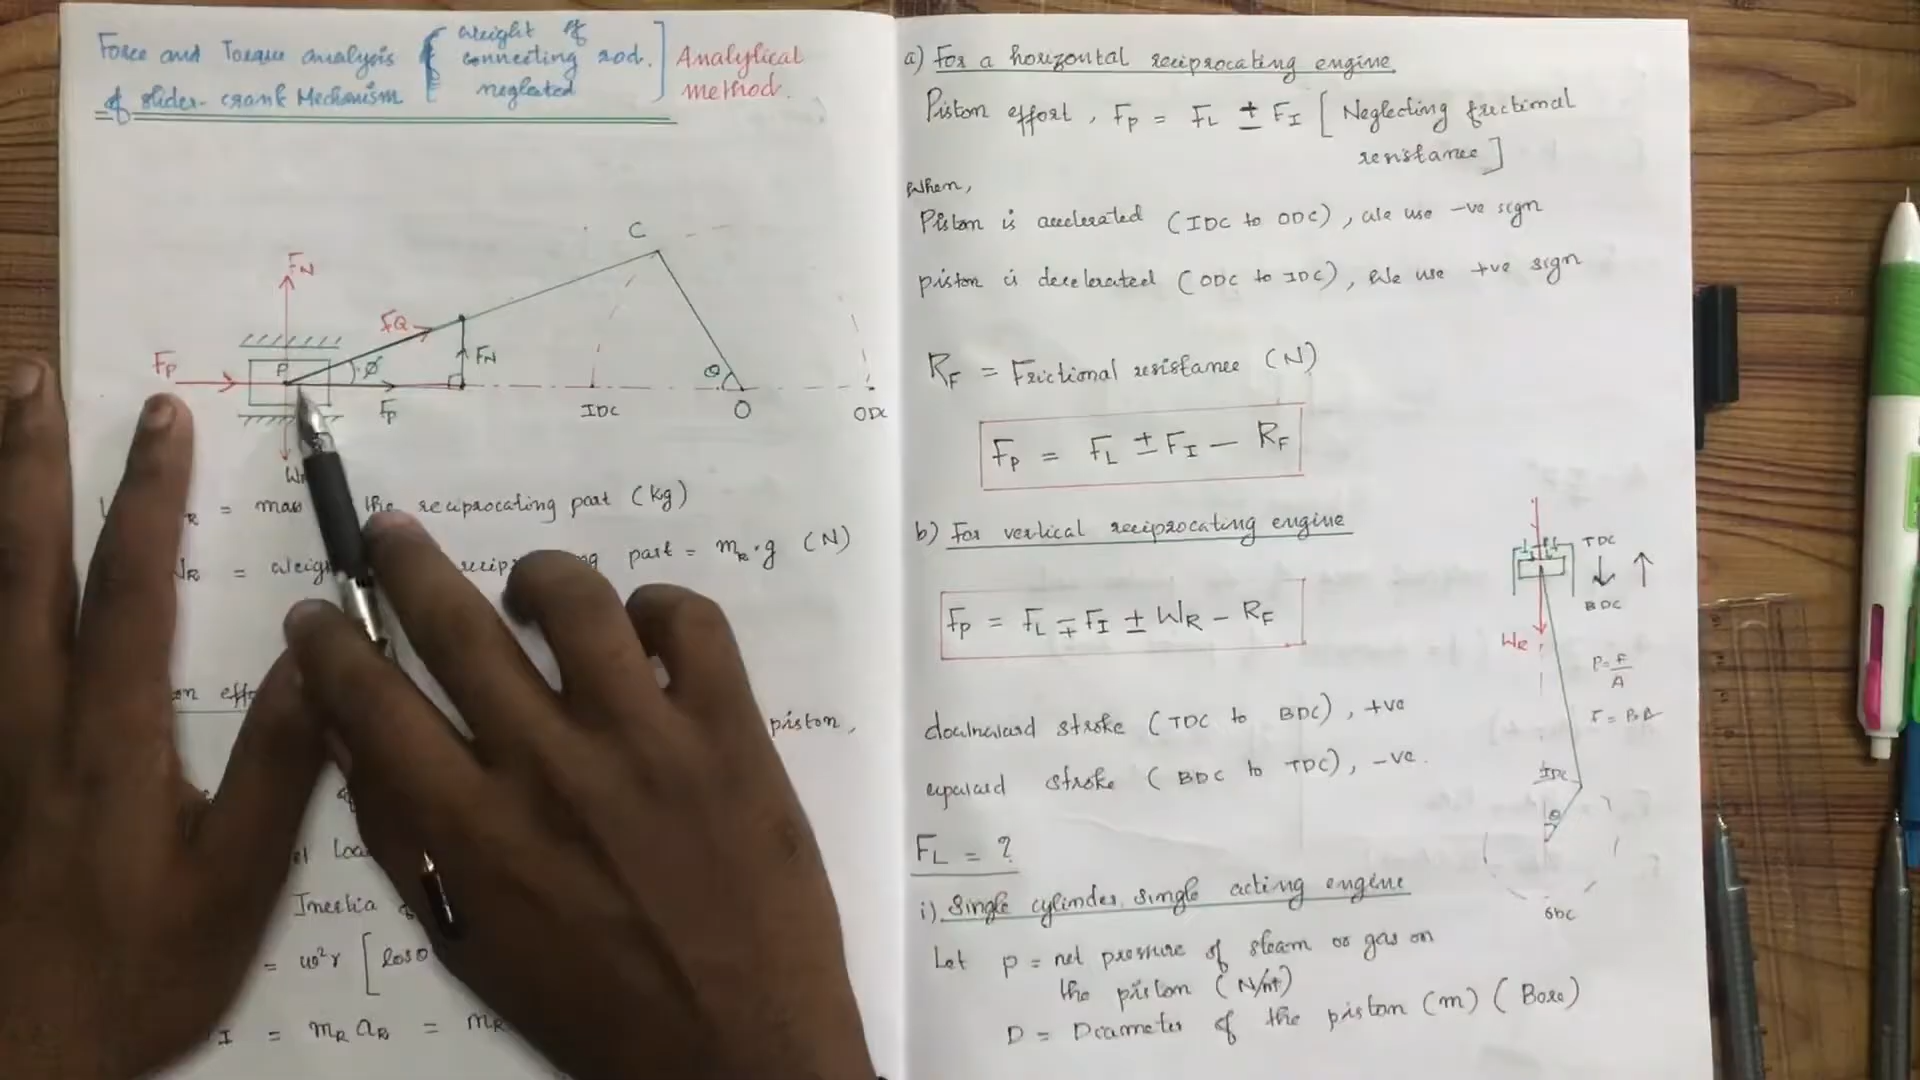 Force and Torque analysis
of slider-crank Mechanism
weight of
connecting rod.
neglected
Analytical
method.
C
FN
FQ
FN
FP
P
ø
θ
FP
IDC
O
ODC
R = mass the reciprocating part (kg)
WR = part = mR.g (N)
piston,
Inertia
= ω²r [cosθ
I = mR aR = mR
a) For a horizontal reciprocating engine.
Piston effort, FP = FL ± FI [Neglecting frictional
resistance]
When,
Piston is accelerated (IDC to ODC), we use -ve sign
piston is decelerated (ODC to IDC), we use +ve sign
RF = Frictional resistance (N)
FP = FL ± FI - RF
b) For vertical reciprocating engine
FP = FL ∓ FI ± WR - RF
downward stroke (TDC to BDC), +ve
upward stroke (BDC to TDC), -ve.
FL = ?
i) Single cylinder, single acting engine
Let p = net pressure of steam or gas on
the piston (N/m²)
D = Diameter of the piston (m) (Bore)
TDC
BDC
WR
P = F/A
IDC
θ
ODC